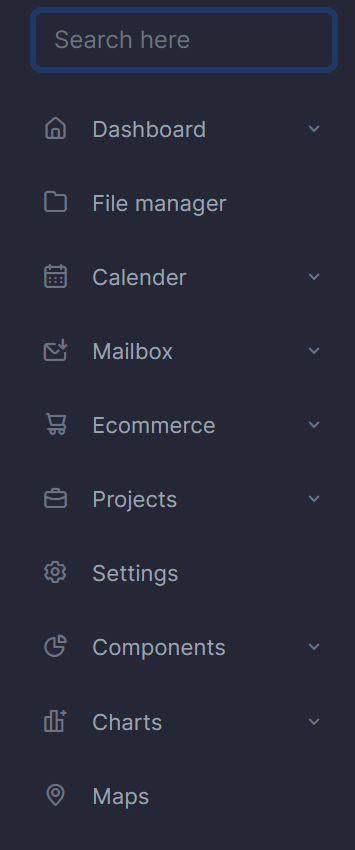 Search here
Dashboard
File manager
Calender
Mailbox
Ecommerce
Projects
Settings
Components
Charts
Maps